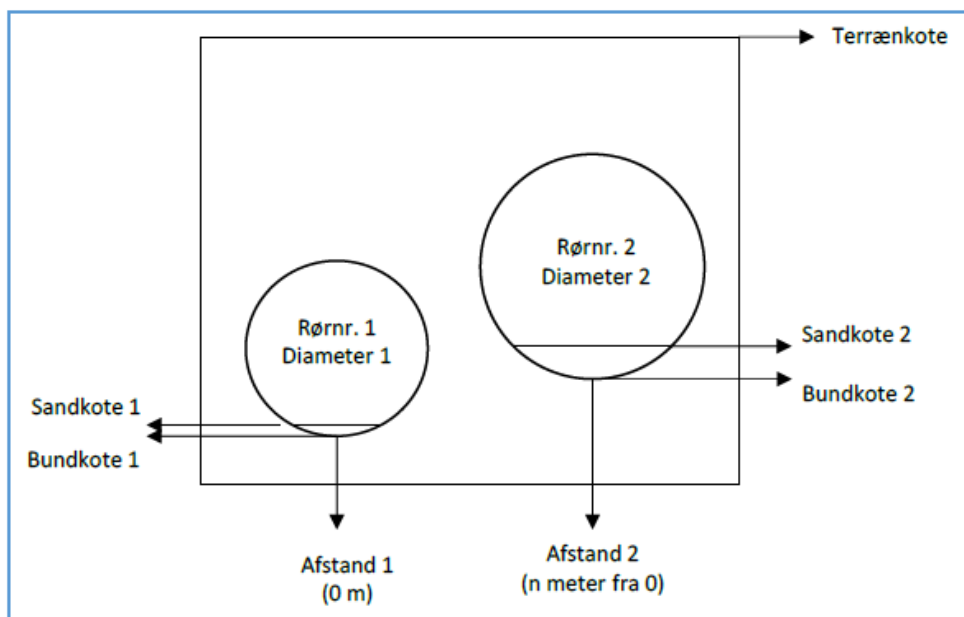 Terrænkote
Rørnr. 2
Diameter 2
Rørnr. 1
Diameter 1
Sandkote 2
Bundkote 2
Sandkote 1
Bundkote 1
Afstand 1
(0 m)
Afstand 2
(n meter fra 0)